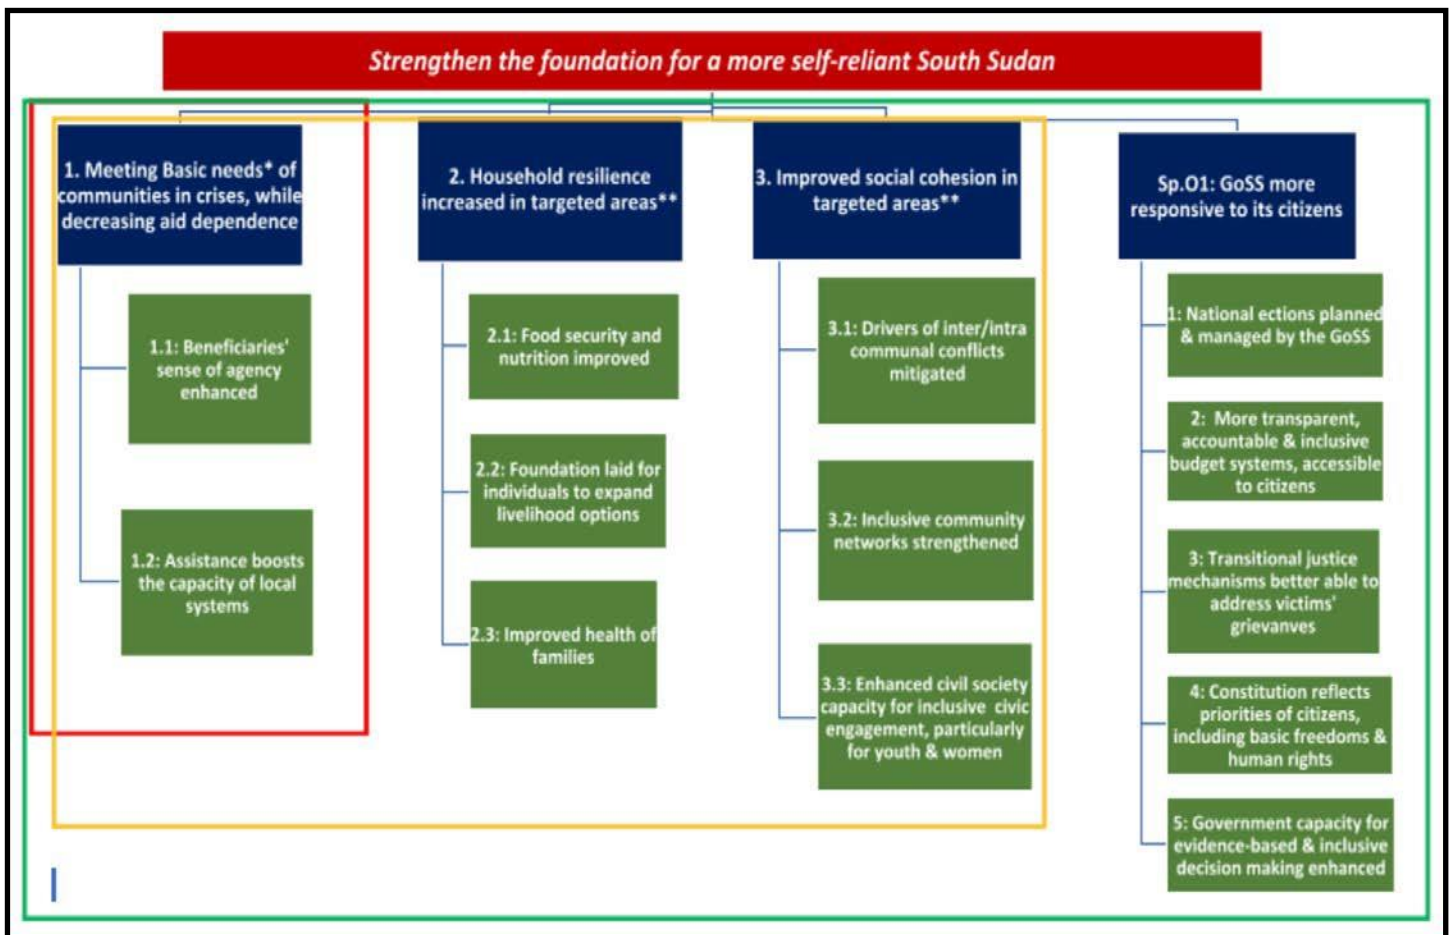 Strengthen the foundation for a more self-reliant South Sudan
1. Meeting Basic needs* of
communities in crises, while
decreasing aid dependence
1.1: Beneficiaries'
sense of agency
enhanced
1.2: Assistance boosts
the capacity of local
systems
2. Household resilience
increased in targeted areas**
2.1: Food security and
nutrition improved
2.2: Foundation laid for
individuals to expand
livelihood options
2.3: Improved health of
families
3. Improved social cohesion in
targeted areas**
3.1: Drivers of inter/intra
communal conflicts
mitigated
3.2: Inclusive community
networks strengthened
3.3: Enhanced civil society
capacity for inclusive civic
engagement, particularly
for youth & women
Sp.O1: GoSS more
responsive to its citizens
1: National ections planned
& managed by the GoSS
2: More transparent,
accountable & inclusive
budget systems, accessible
to citizens
3: Transitional justice
mechanisms better able to
address victims'
grievanves
4: Constitution reflects
priorities of citizens,
including basic freedoms &
human rights
5: Government capacity for
evidence-based & inclusive
decision making enhanced